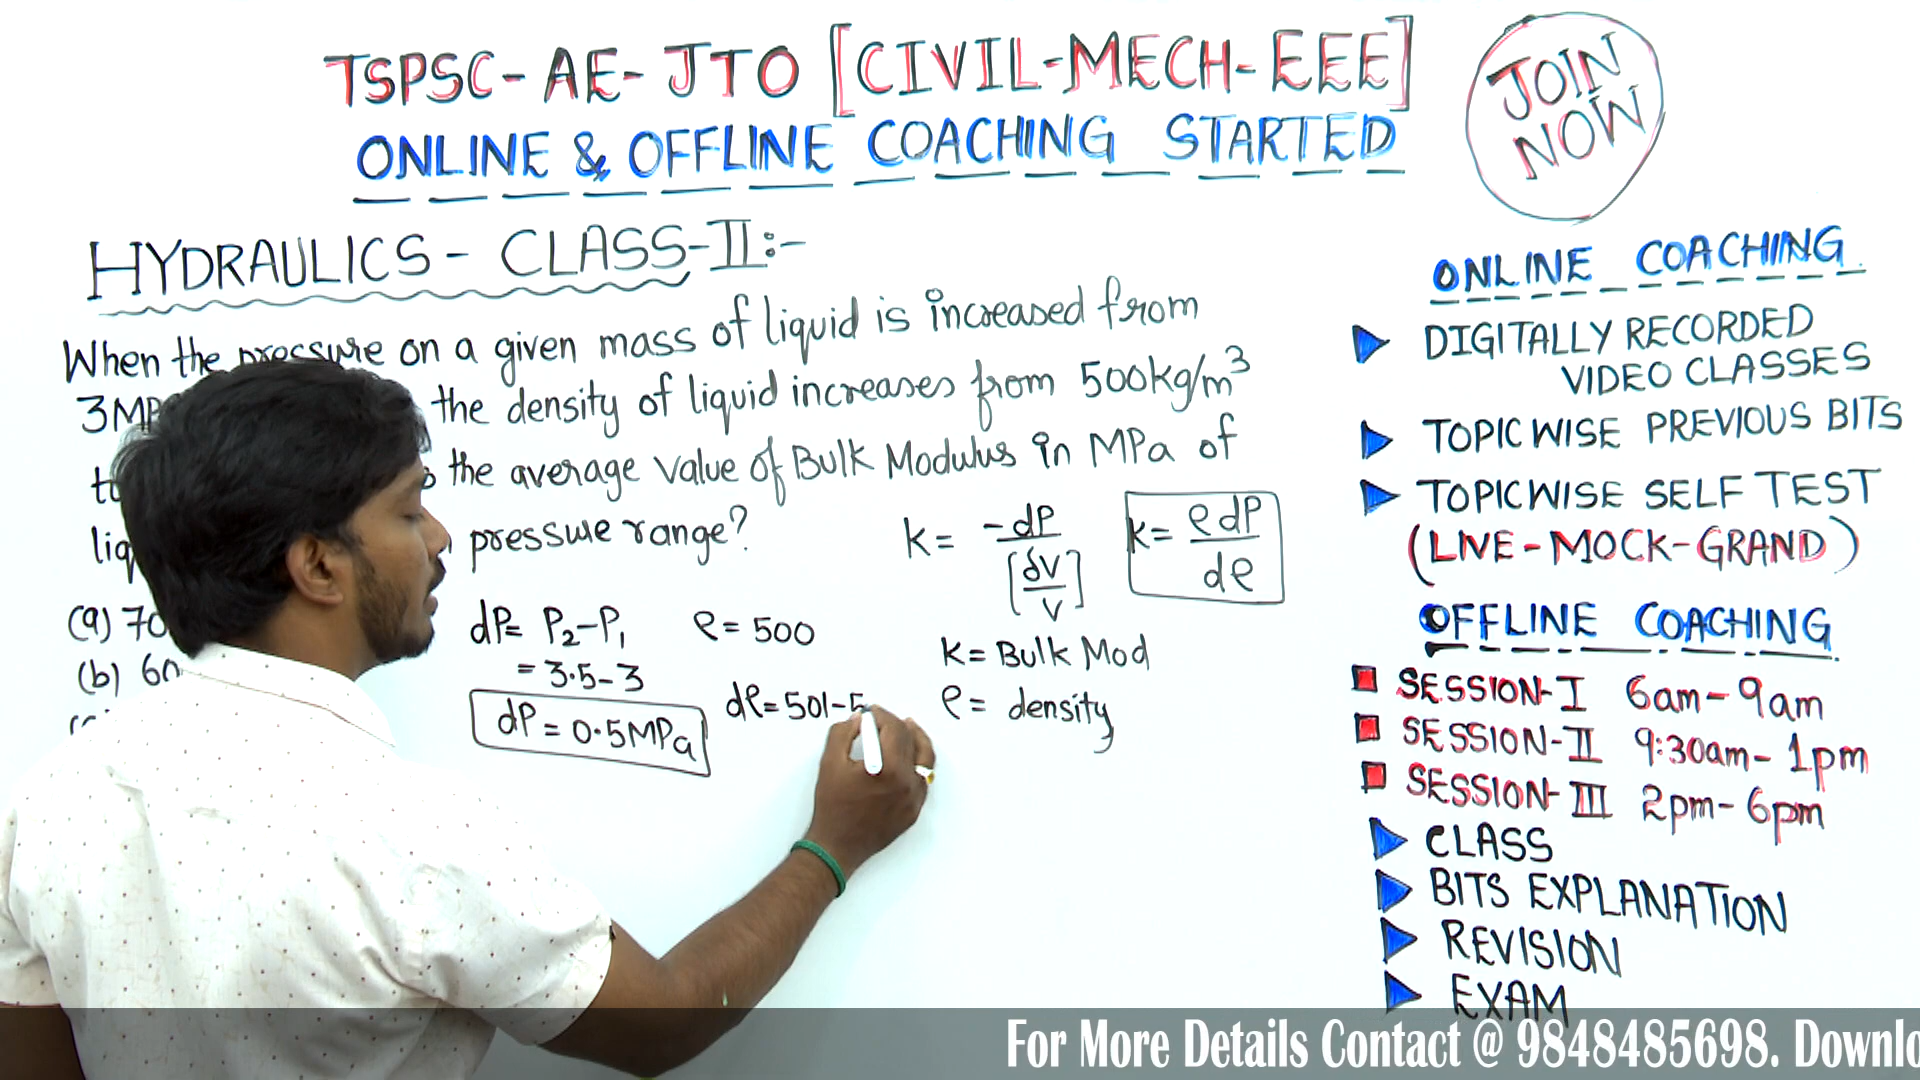 TSPSC-AE-JTO [CIVIL-MECH-EEE]
ONLINE & OFFLINE COACHING STARTED
JOIN
NOW
HYDRAULICS - CLASS-II:-
When the pressure on a given mass of liquid is increased from
3MP the density of liquid increases from 500kg/m³
the average value of Bulk Modulus in MPa of
liq pressure range?
k = -dP / [δV/V]
k = ρdP / dρ
(a) 70
(b) 60
dP = P₂-P₁
= 3.5-3
dP = 0.5MPa
ρ = 500
dρ = 501-5
k = Bulk Mod
ρ = density
ONLINE COACHING
DIGITALLY RECORDED
VIDEO CLASSES
TOPICWISE PREVIOUS BITS
TOPICWISE SELF TEST
(LIVE-MOCK-GRAND)
OFFLINE COACHING
SESSION-I 6am-9am
SESSION-II 9:30am-1pm
SESSION-III 2pm-6pm
CLASS
BITS EXPLANATION
REVISION
EXAM
For More Details Contact @ 9848485698. Downlo